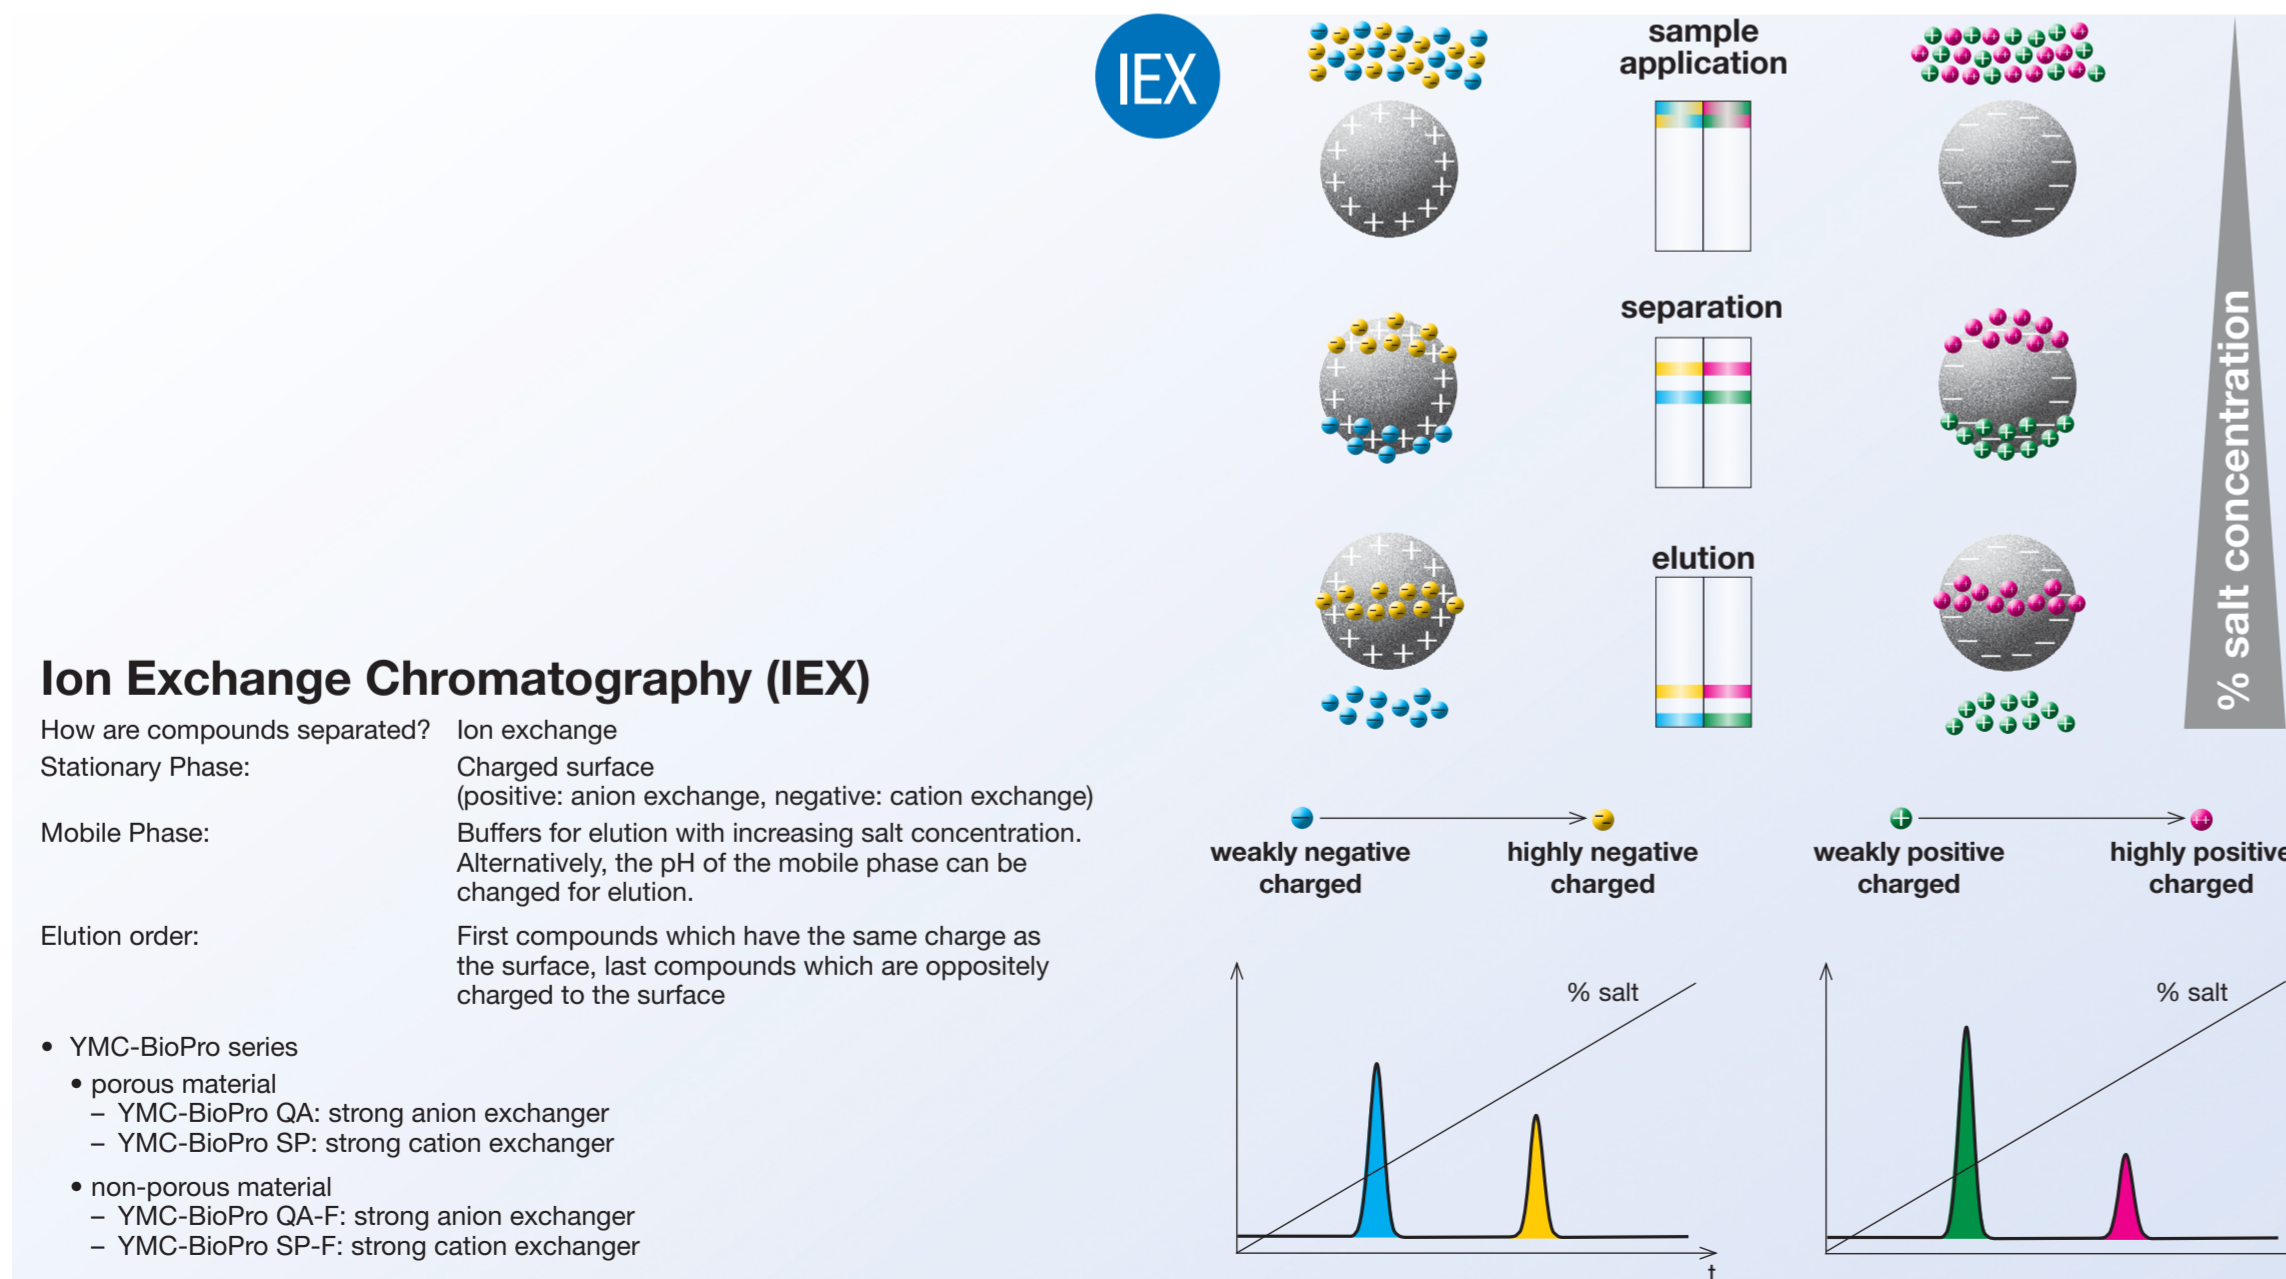 IEX
sample
application
separation
elution
% salt concentration
Ion Exchange Chromatography (IEX)
How are compounds separated? Ion exchange
Stationary Phase: Charged surface
(positive: anion exchange, negative: cation exchange)
Mobile Phase: Buffers for elution with increasing salt concentration.
Alternatively, the pH of the mobile phase can be
changed for elution.
Elution order: First compounds which have the same charge as
the surface, last compounds which are oppositely
charged to the surface
• YMC-BioPro series
• porous material
– YMC-BioPro QA: strong anion exchanger
– YMC-BioPro SP: strong cation exchanger
• non-porous material
– YMC-BioPro QA-F: strong anion exchanger
– YMC-BioPro SP-F: strong cation exchanger
weakly negative
charged
highly negative
charged
weakly positive
charged
highly positive
charged
% salt
t
% salt